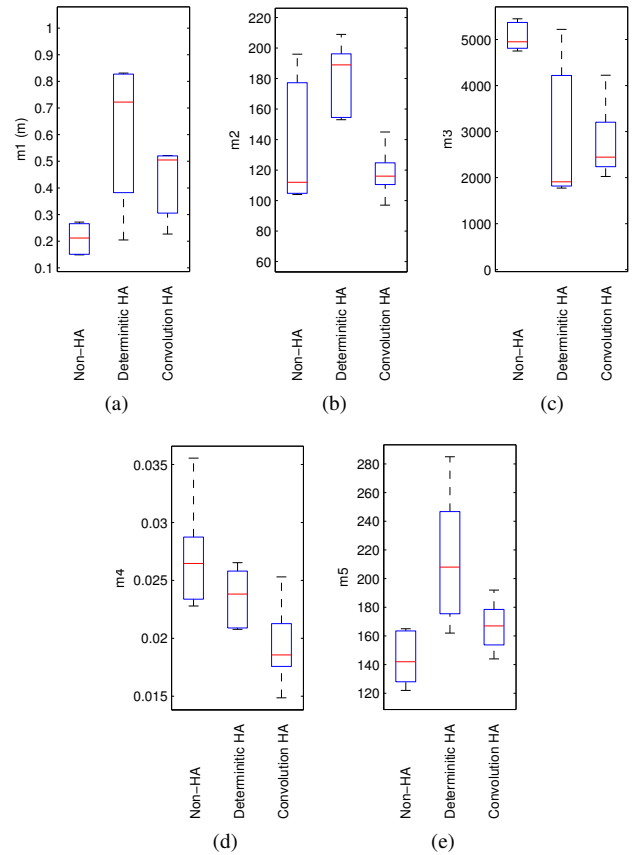 1
0.9
0.8
0.7
0.6
0.5
0.4
0.3
0.2
0.1
m1 (m)
Non-HA
Determinitic HA
Convolution HA
(a)
220
200
180
160
140
120
100
80
60
m2
Non-HA
Determinitic HA
Convolution HA
(b)
5000
4000
3000
2000
1000
0
m3
Non-HA
Determinitic HA
Convolution HA
(c)
0.035
0.03
0.025
0.02
0.015
m4
Non-HA
Determinitic HA
Convolution HA
(d)
280
260
240
220
200
180
160
140
120
m5
Non-HA
Determinitic HA
Convolution HA
(e)